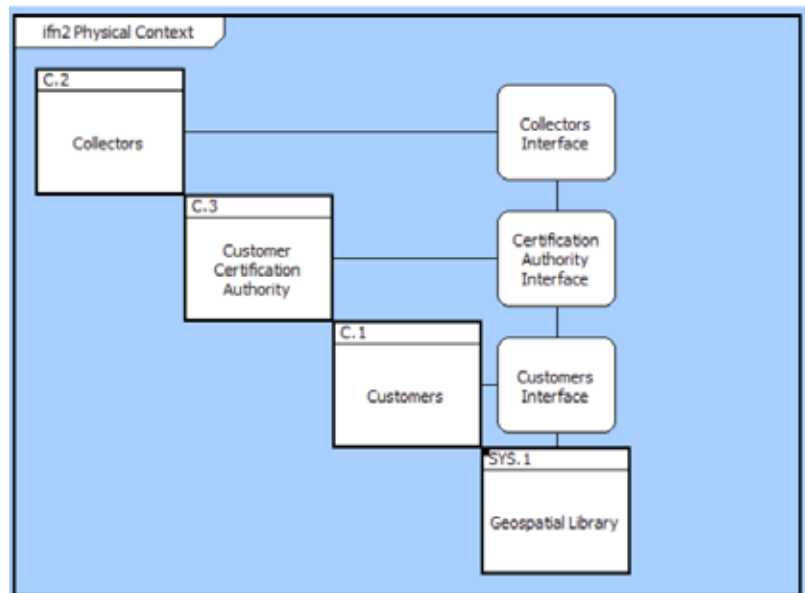 ifn2 Physical Context
C.2
Collectors
Collectors
Interface
C.3
Customer
Certification
Authority
Certification
Authority
Interface
C.1
Customers
Customers
Interface
SYS.1
Geospatial Library